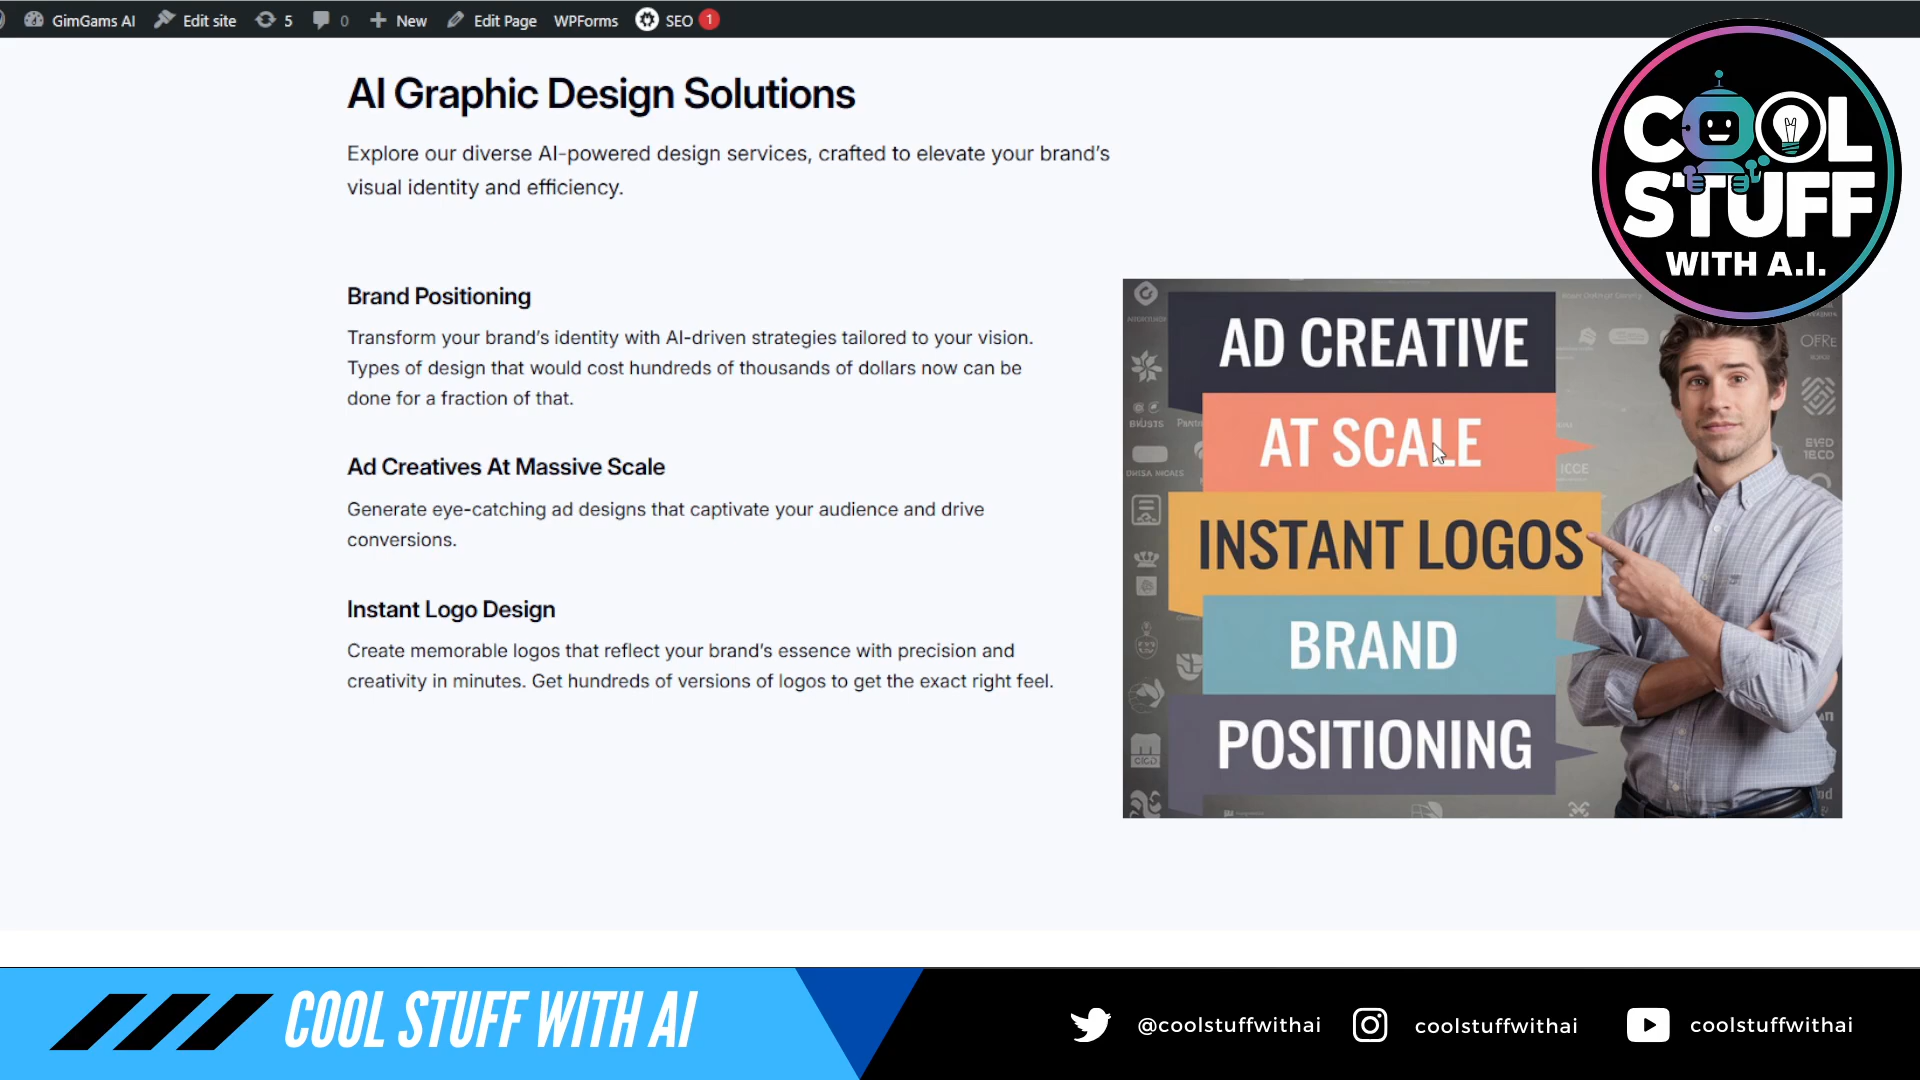 GimGams AI Edit site 5 0 New Edit Page WPForms SEO 1
AI Graphic Design Solutions
Explore our diverse AI-powered design services, crafted to elevate your brand’s
visual identity and efficiency.
COOL
STUFF
WITH A.I.
Brand Positioning
Transform your brand’s identity with AI-driven strategies tailored to your vision.
Types of design that would cost hundreds of thousands of dollars now can be
done for a fraction of that.
Ad Creatives At Massive Scale
Generate eye-catching ad designs that captivate your audience and drive
conversions.
Instant Logo Design
Create memorable logos that reflect your brand’s essence with precision and
creativity in minutes. Get hundreds of versions of logos to get the exact right feel.
AD CREATIVE
AT SCALE
INSTANT LOGOS
BRAND
POSITIONING
OFRE
ICCE
COOL STUFF WITH AI
@coolstuffwithai coolstuffwithai coolstuffwithai